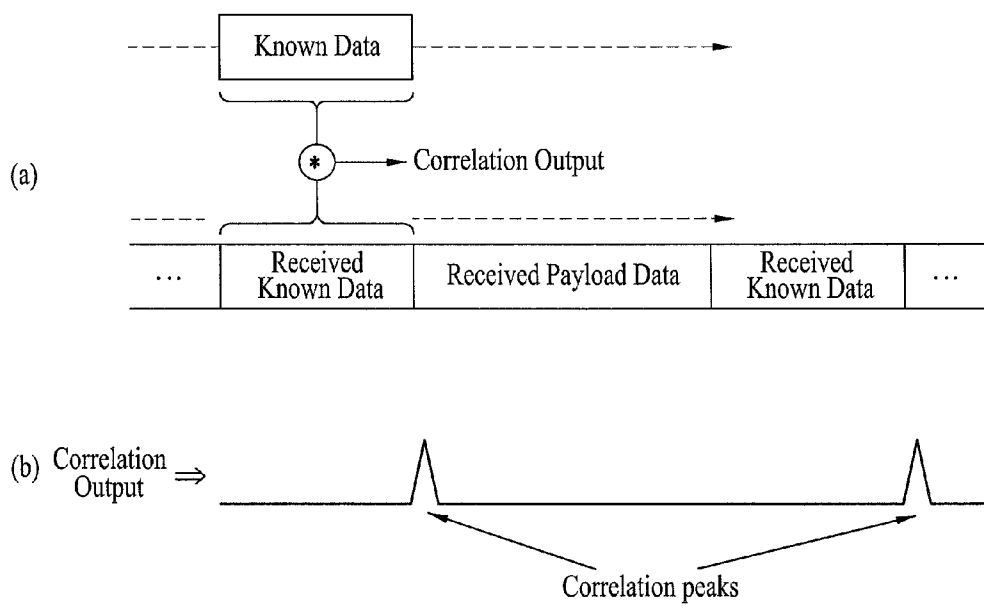 Known Data
*
Correlation Output
(a)
... Received Known Data Received Payload Data Received Known Data ...
(b) Correlation Output ⇒
Correlation peaks